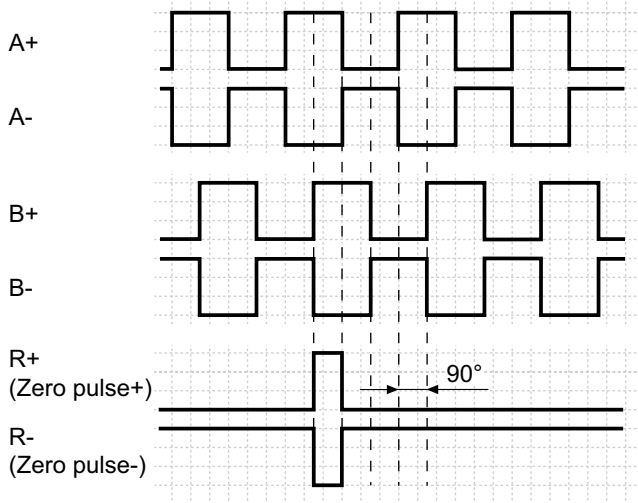 A+
A-
B+
B-
R+
(Zero pulse+)
90°
R-
(Zero pulse-)